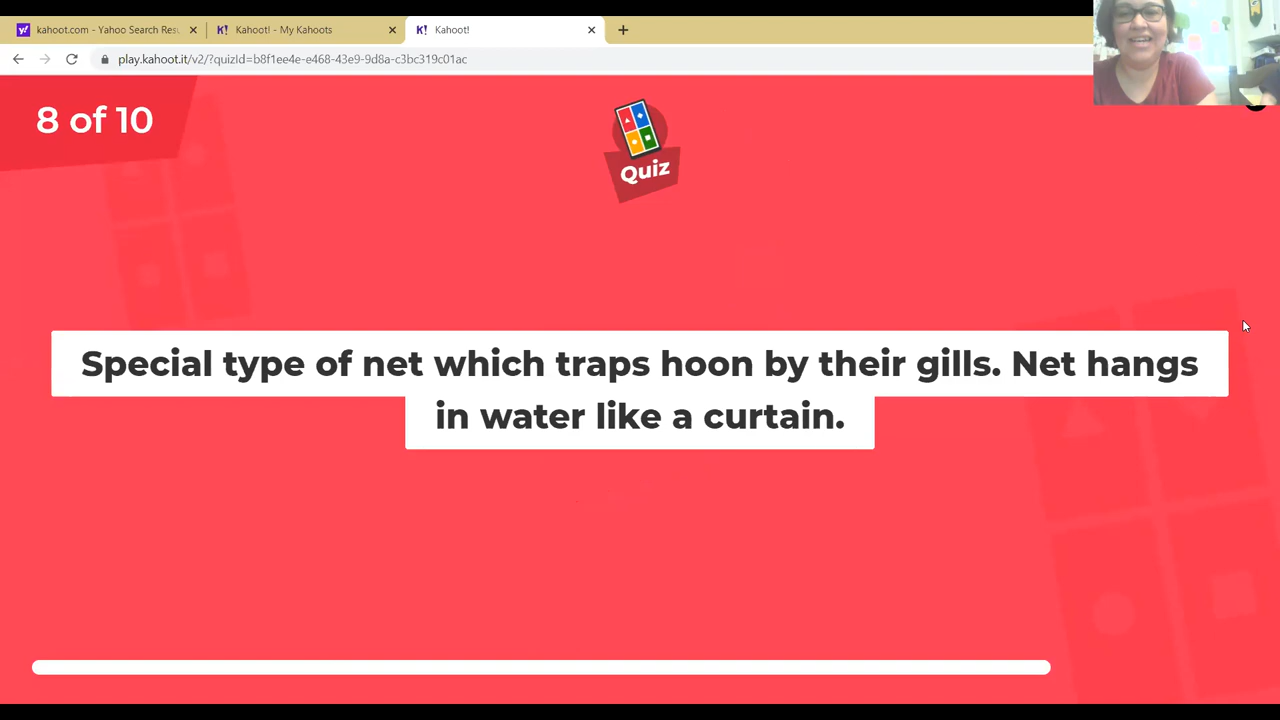 kahoot.com - Yahoo Search Resu
Kahoot! - My Kahoots
Kahoot!
play.kahoot.it/v2/?quizId=b8f1ee4e-e468-43e9-9d8a-c3bc319c01ac
8 of 10
Quiz
Special type of net which traps hoon by their gills. Net hangs
in water like a curtain.